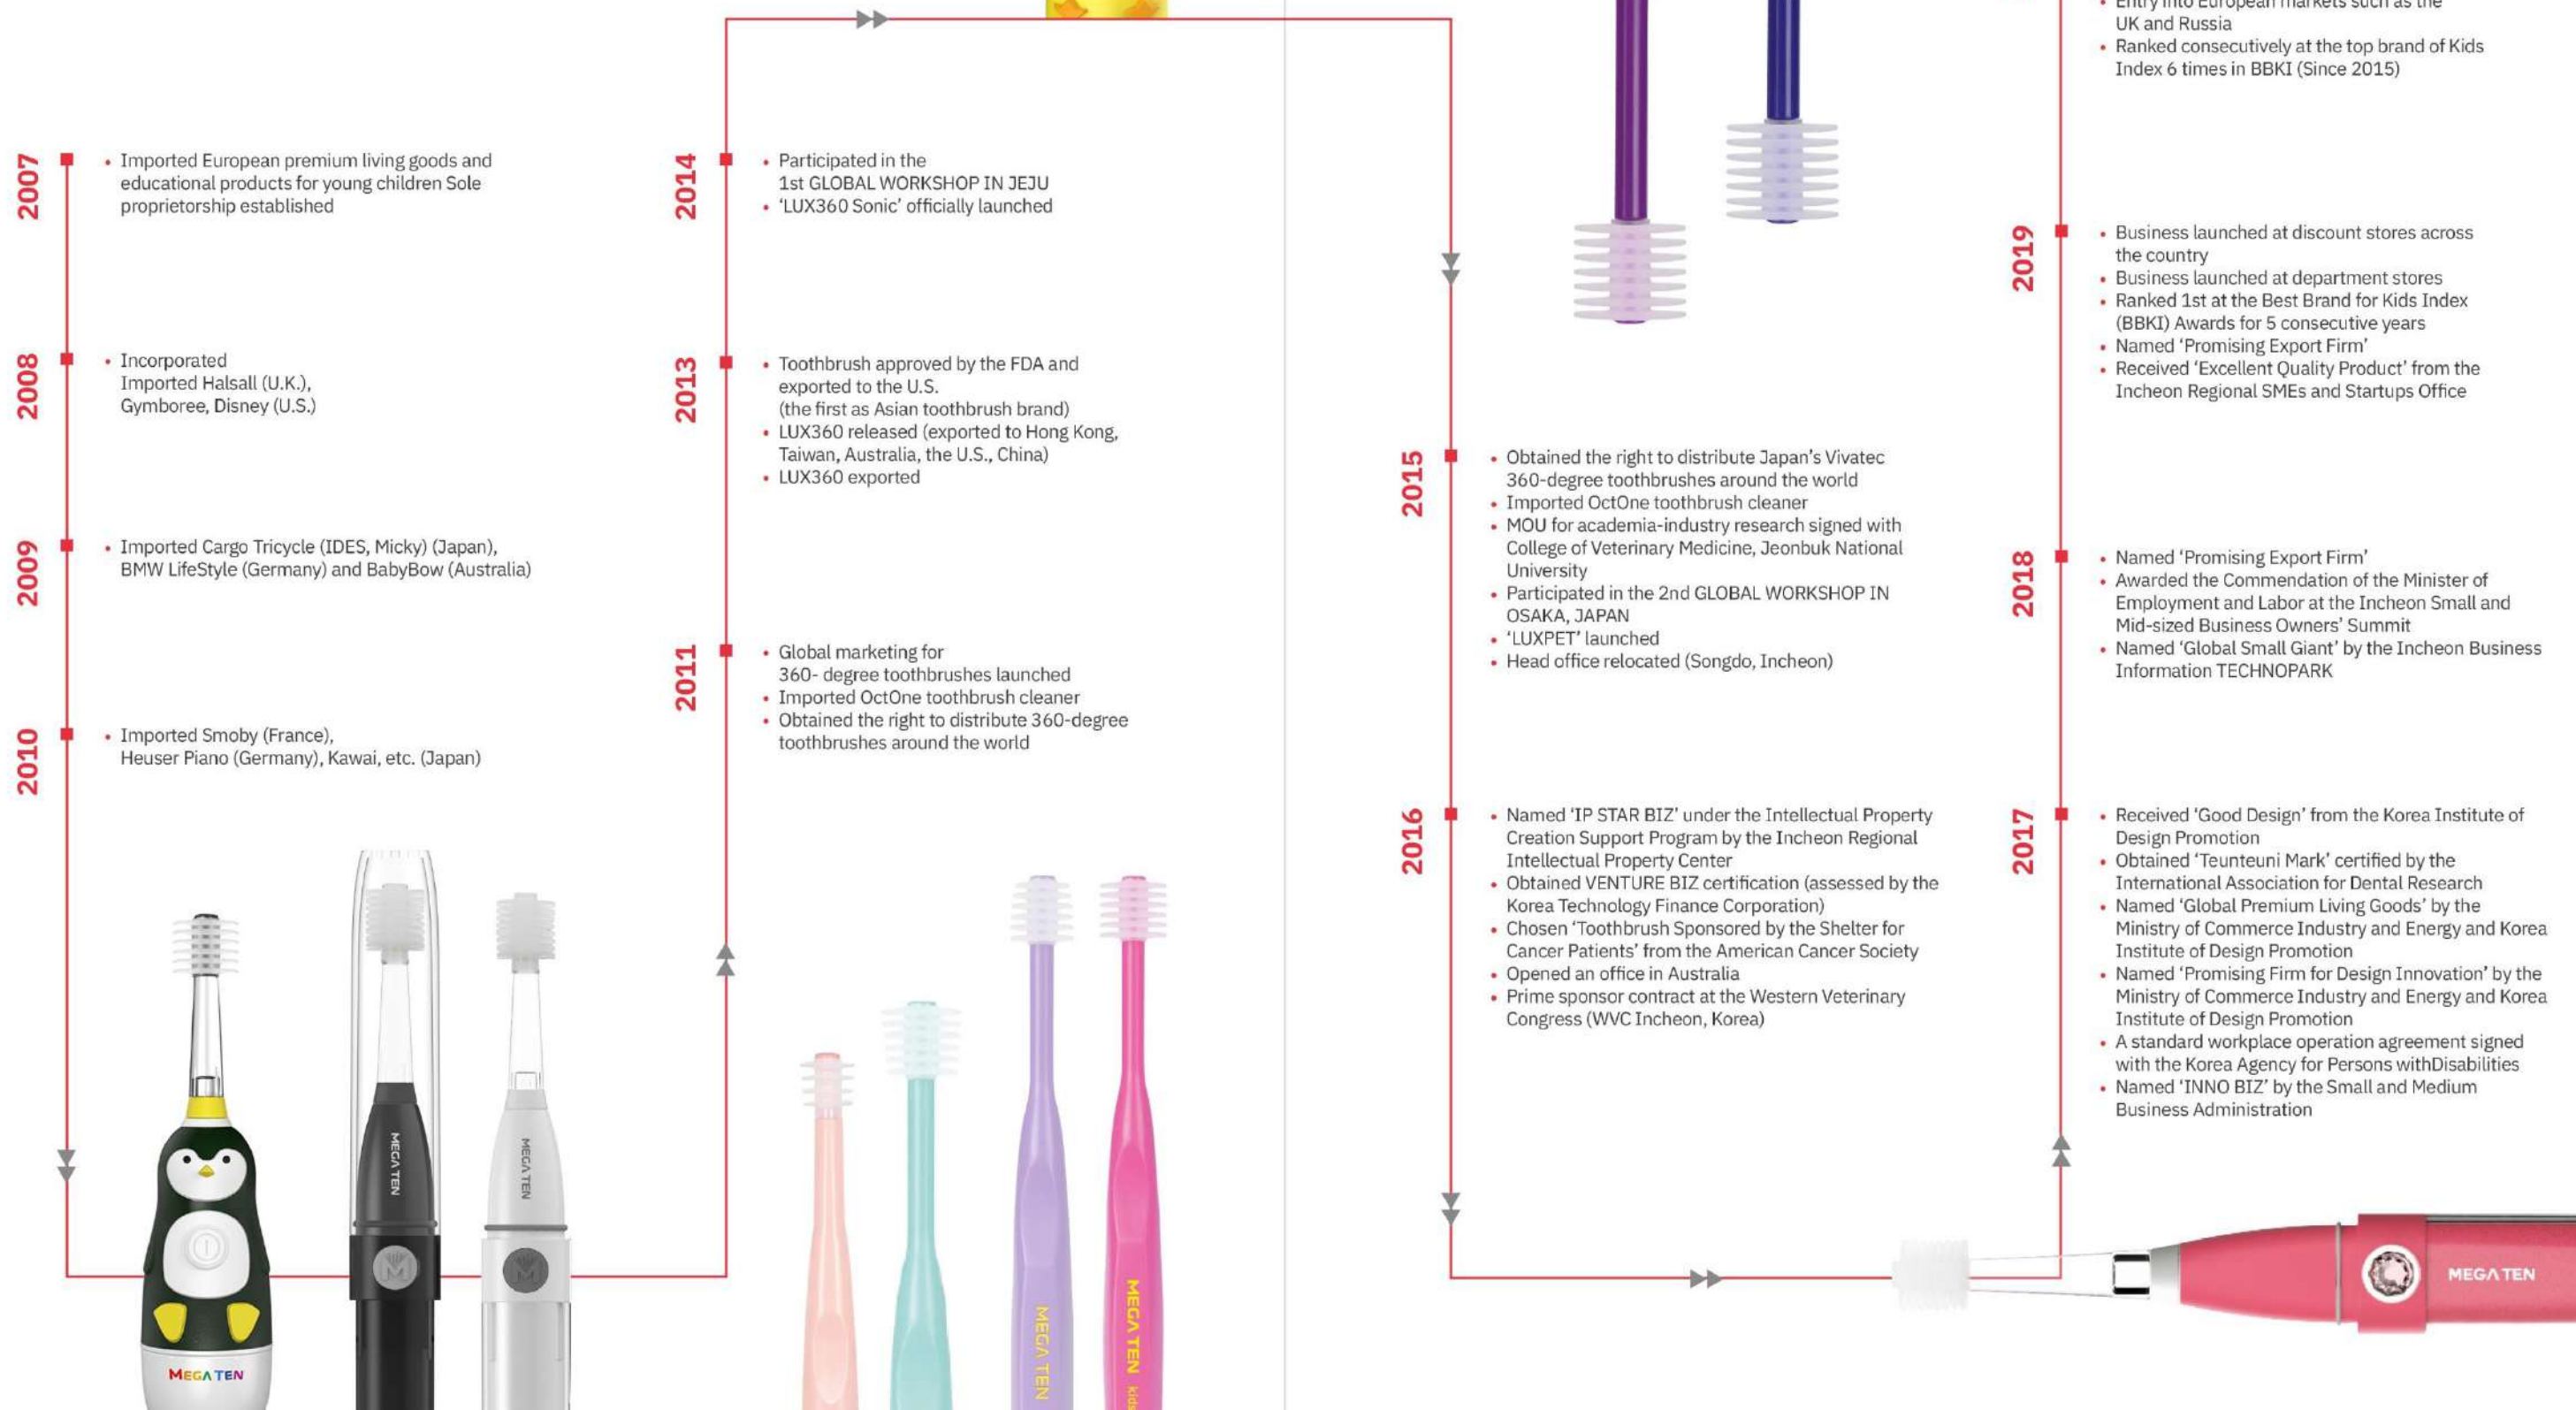 2007
• Imported European premium living goods and
educational products for young children Sole
proprietorship established
2008
• Incorporated
Imported Halsall (U.K.),
Gymboree, Disney (U.S.)
2009
• Imported Cargo Tricycle (IDES, Micky) (Japan),
BMW LifeStyle (Germany) and BabyBow (Australia)
2010
• Imported Smoby (France),
Heuser Piano (Germany), Kawai, etc. (Japan)
MEGA TEN
MEGA TEN
MEGA TEN
2014
• Participated in the
1st GLOBAL WORKSHOP IN JEJU
• ‘LUX360 Sonic’ officially launched
2013
• Toothbrush approved by the FDA and
exported to the U.S.
(the first as Asian toothbrush brand)
• LUX360 released (exported to Hong Kong,
Taiwan, Australia, the U.S., China)
• LUX360 exported
2011
• Global marketing for
360- degree toothbrushes launched
• Imported OctOne toothbrush cleaner
• Obtained the right to distribute 360-degree
toothbrushes around the world
MEGA TEN
MEGA TEN kids
2015
• Obtained the right to distribute Japan's Vivatec
360-degree toothbrushes around the world
• Imported OctOne toothbrush cleaner
• MOU for academia-industry research signed with
College of Veterinary Medicine, Jeonbuk National
University
• Participated in the 2nd GLOBAL WORKSHOP IN
OSAKA, JAPAN
• ‘LUXPET’ launched
• Head office relocated (Songdo, Incheon)
2016
• Named ‘IP STAR BIZ’ under the Intellectual Property
Creation Support Program by the Incheon Regional
Intellectual Property Center
• Obtained VENTURE BIZ certification (assessed by the
Korea Technology Finance Corporation)
• Chosen ‘Toothbrush Sponsored by the Shelter for
Cancer Patients’ from the American Cancer Society
• Opened an office in Australia
• Prime sponsor contract at the Western Veterinary
Congress (WVC Incheon, Korea)
• Entry into European markets such as the
UK and Russia
• Ranked consecutively at the top brand of Kids
Index 6 times in BBKI (Since 2015)
2019
• Business launched at discount stores across
the country
• Business launched at department stores
• Ranked 1st at the Best Brand for Kids Index
(BBKI) Awards for 5 consecutive years
• Named ‘Promising Export Firm’
• Received ‘Excellent Quality Product’ from the
Incheon Regional SMEs and Startups Office
2018
• Named ‘Promising Export Firm’
• Awarded the Commendation of the Minister of
Employment and Labor at the Incheon Small and
Mid-sized Business Owners’ Summit
• Named ‘Global Small Giant’ by the Incheon Business
Information TECHNOPARK
2017
• Received ‘Good Design’ from the Korea Institute of
Design Promotion
• Obtained ‘Teunteuni Mark’ certified by the
International Association for Dental Research
• Named ‘Global Premium Living Goods’ by the
Ministry of Commerce Industry and Energy and Korea
Institute of Design Promotion
• Named ‘Promising Firm for Design Innovation’ by the
Ministry of Commerce Industry and Energy and Korea
Institute of Design Promotion
• A standard workplace operation agreement signed
with the Korea Agency for Persons withDisabilities
• Named ‘INNO BIZ’ by the Small and Medium
Business Administration
MEGA TEN